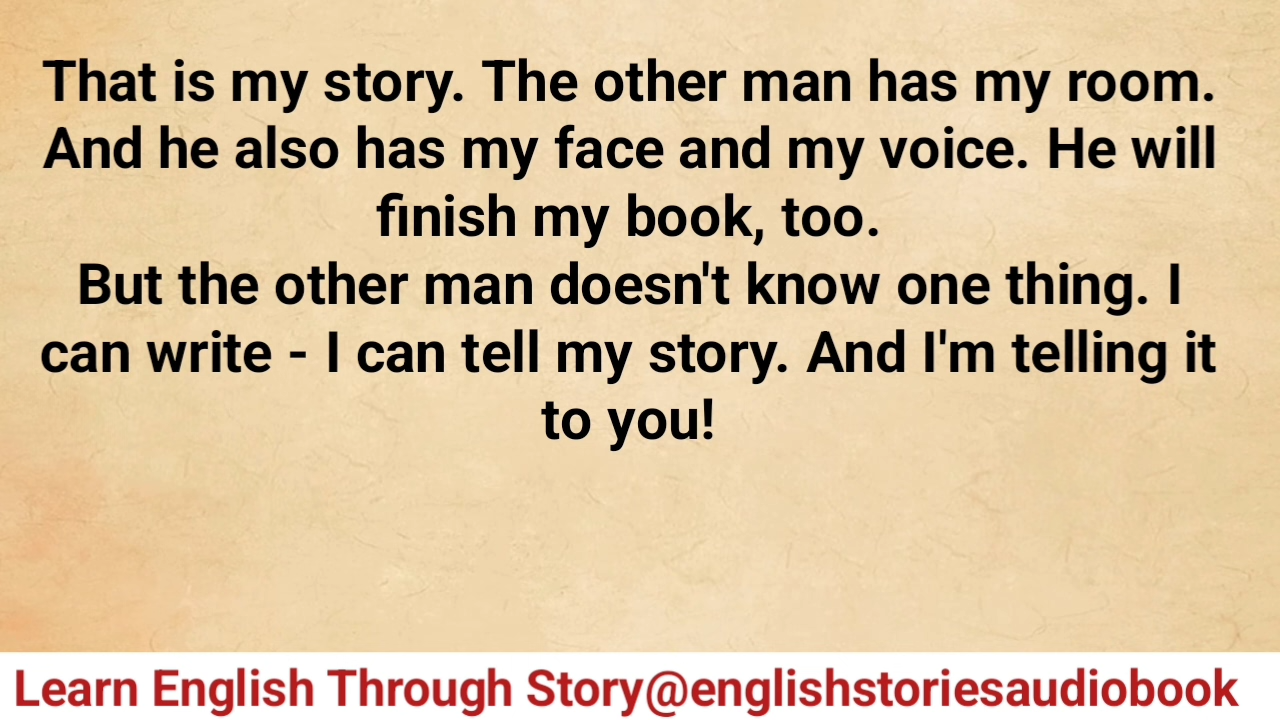 That is my story. The other man has my room.
And he also has my face and my voice. He will
finish my book, too.
But the other man doesn't know one thing. I
can write - I can tell my story. And I'm telling it
to you!
Learn English Through Story@englishstoriesaudiobook